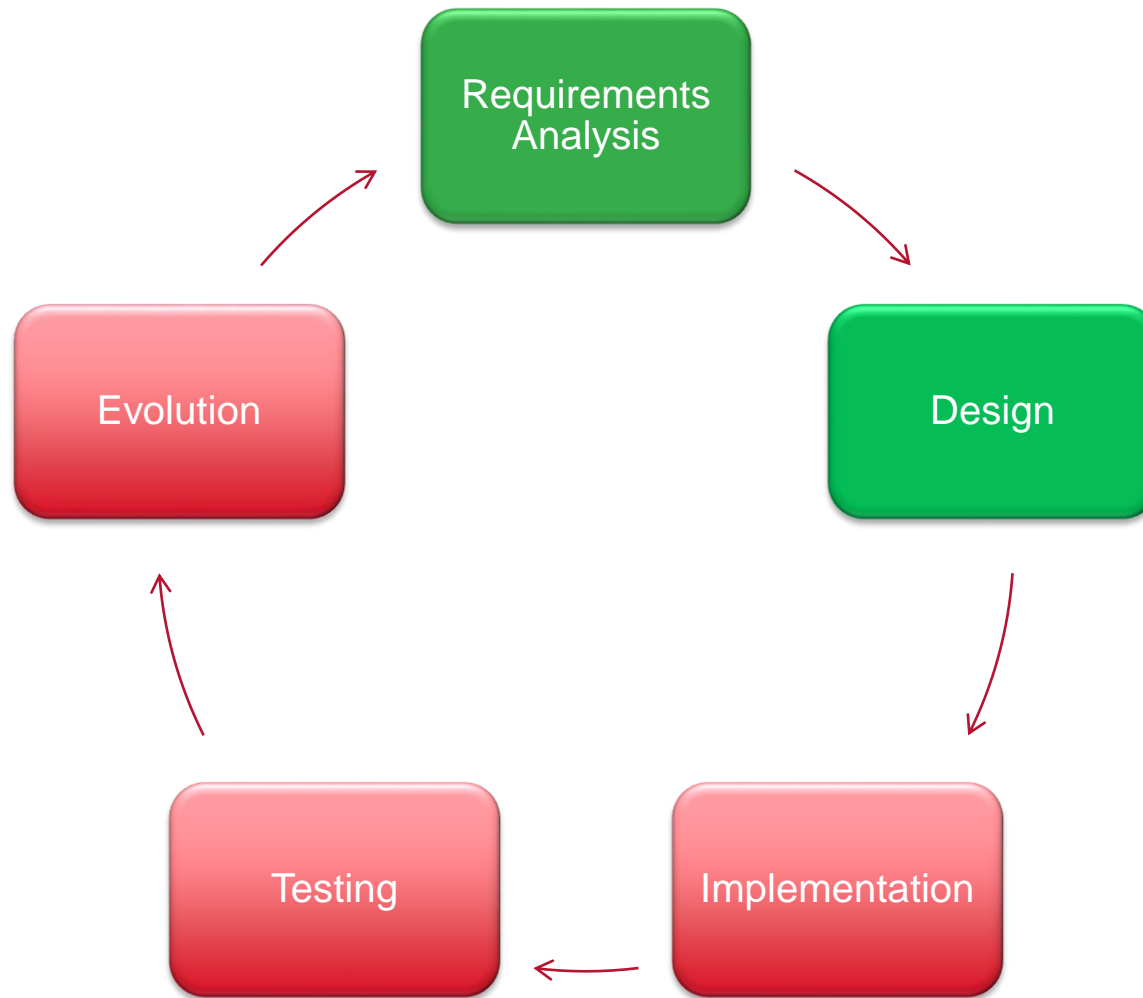 Requirements
Analysis
Design
Implementation
Testing
Evolution